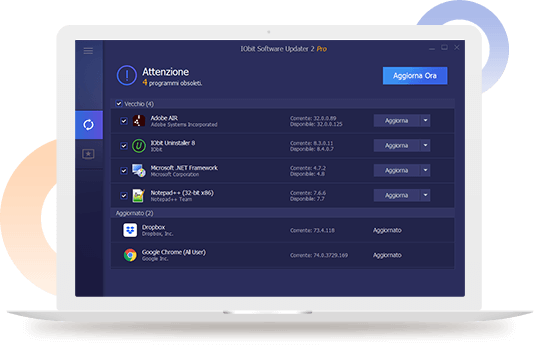 IObit Software Updater 2 Pro
Attenzione
4 programmi obsoleti.
Aggiorna Ora
Vecchio (4)
Adobe AIR
Adobe Systems Incorporated
Corrente: 32.0.0.89
Disponibile: 32.0.0.125
Aggiorna
IObit Uninstaller 8
IObit
Corrente: 8.3.0.11
Disponibile: 8.4.0.7
Aggiorna
Microsoft .NET Framework
Microsoft Corporation
Corrente: 4.7.2
Disponibile: 4.8
Aggiorna
Notepad++ (32-bit x86)
Notepad++ Team
Corrente: 7.6.6
Disponibile: 7.7
Aggiorna
Aggiornato (2)
Dropbox
Dropbox, Inc.
Corrente: 73.4.118
Aggiornato
Google Chrome (All User)
Google Inc.
Corrente: 74.0.3729.169
Aggiornato